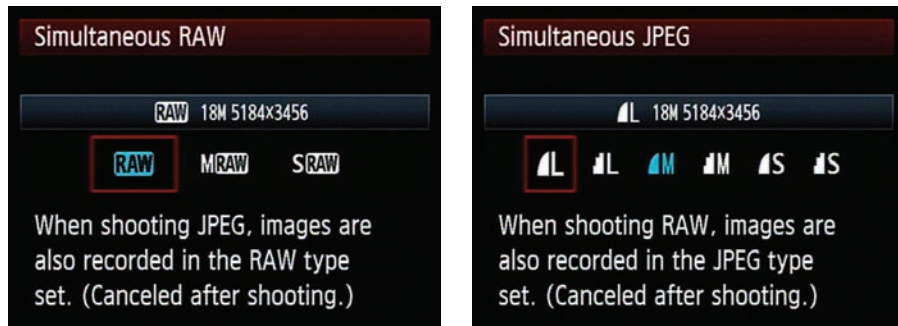 Simultaneous RAW
RAW 18M 5184x3456
RAW MRAW SRAW
When shooting JPEG, images are
also recorded in the RAW type
set. (Canceled after shooting.)
Simultaneous JPEG
L 18M 5184x3456
L L M M S S
When shooting RAW, images are
also recorded in the JPEG type
set. (Canceled after shooting.)